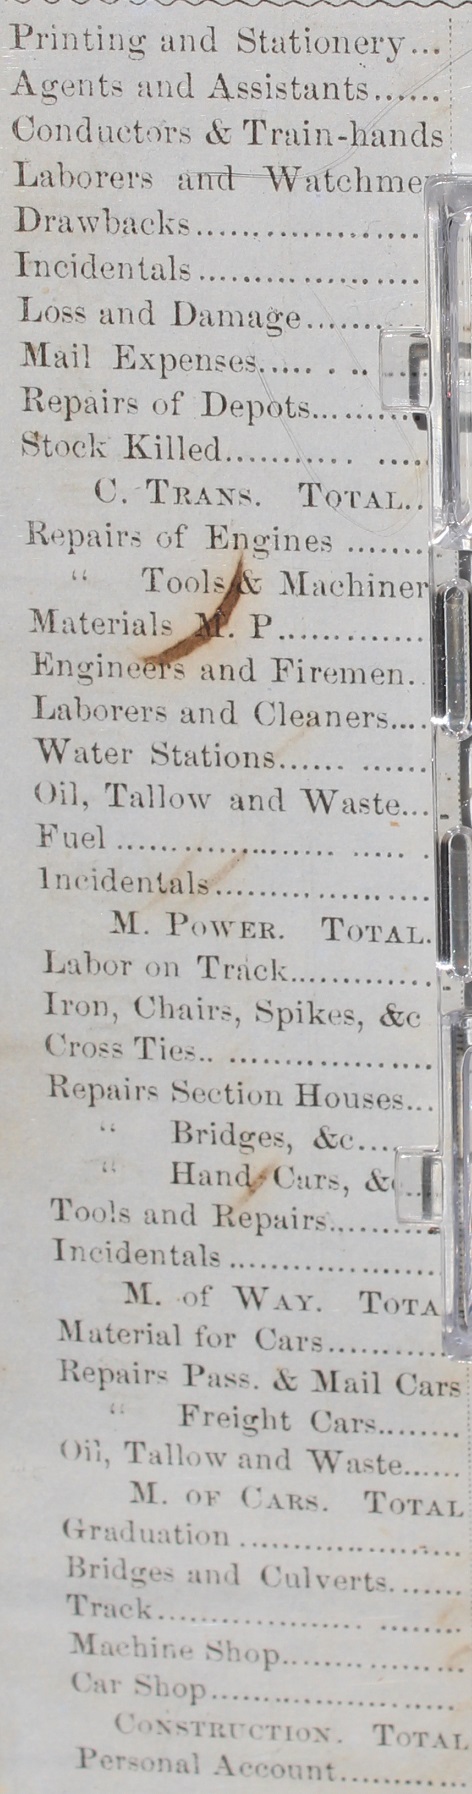 Printing and Stationery...
Agents and Assistants......
Conductors & Train-hands
Laborers and Watchme
Drawbacks....................
Incidentals....................
Loss and Damage........
Mail Expenses..... . .. ...
Repairs of Depots.........
Stock Killed............ ....
C. TRANS. TOTAL..
Repairs of Engines .......
“ Tools & Machiner
Materials M. P.............
Engineers and Firemen..
Laborers and Cleaners....
Water Stations...... ......
Oil, Tallow and Waste...
Fuel ..................... ..... .
Incidentals....................
M. POWER. TOTAL.
Labor on Track.............
Iron, Chairs, Spikes, &c
Cross Ties.. ..................
Repairs Section Houses...
“ Bridges, &c....
“ Hand Cars, &c...
Tools and Repairs..........
Incidentals....................
M. of WAY. TOTA
Material for Cars...........
Repairs Pass. & Mail Cars
“ Freight Cars........
Oil, Tallow and Waste......
M. OF CARS. TOTAL
Graduation ....................
Bridges and Culverts.......
Track.................... ........
Machine Shop.................
Car Shop.......................
CONSTRUCTION. TOTAL
Personal Account............